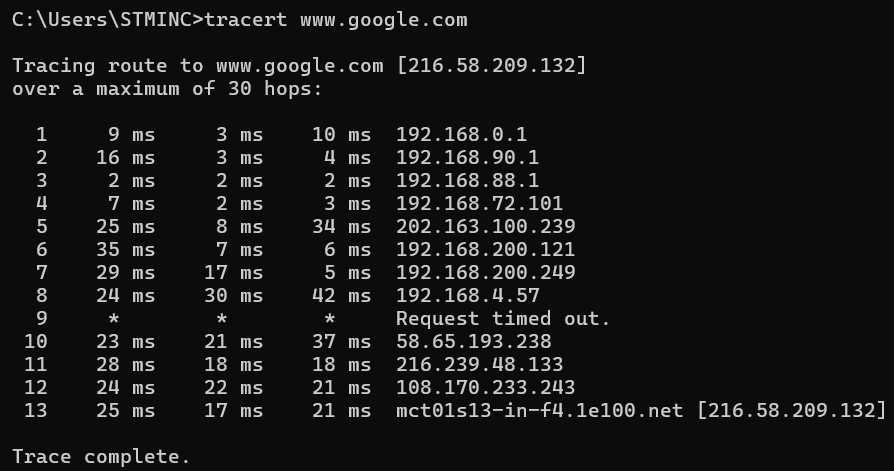 C:\Users\STMINC>tracert www.google.com
Tracing route to www.google.com [216.58.209.132]
over a maximum of 30 hops:
  1     9 ms     3 ms    10 ms  192.168.0.1
  2    16 ms     3 ms     4 ms  192.168.90.1
  3     2 ms     2 ms     2 ms  192.168.88.1
  4     7 ms     2 ms     3 ms  192.168.72.101
  5    25 ms     8 ms    34 ms  202.163.100.239
  6    35 ms     7 ms     6 ms  192.168.200.121
  7    29 ms    17 ms     5 ms  192.168.200.249
  8    24 ms    30 ms    42 ms  192.168.4.57
  9     *        *        *     Request timed out.
 10    23 ms    21 ms    37 ms  58.65.193.238
 11    28 ms    18 ms    18 ms  216.239.48.133
 12    24 ms    22 ms    21 ms  108.170.233.243
 13    25 ms    17 ms    21 ms  mct01s13-in-f4.1e100.net [216.58.209.132]
Trace complete.